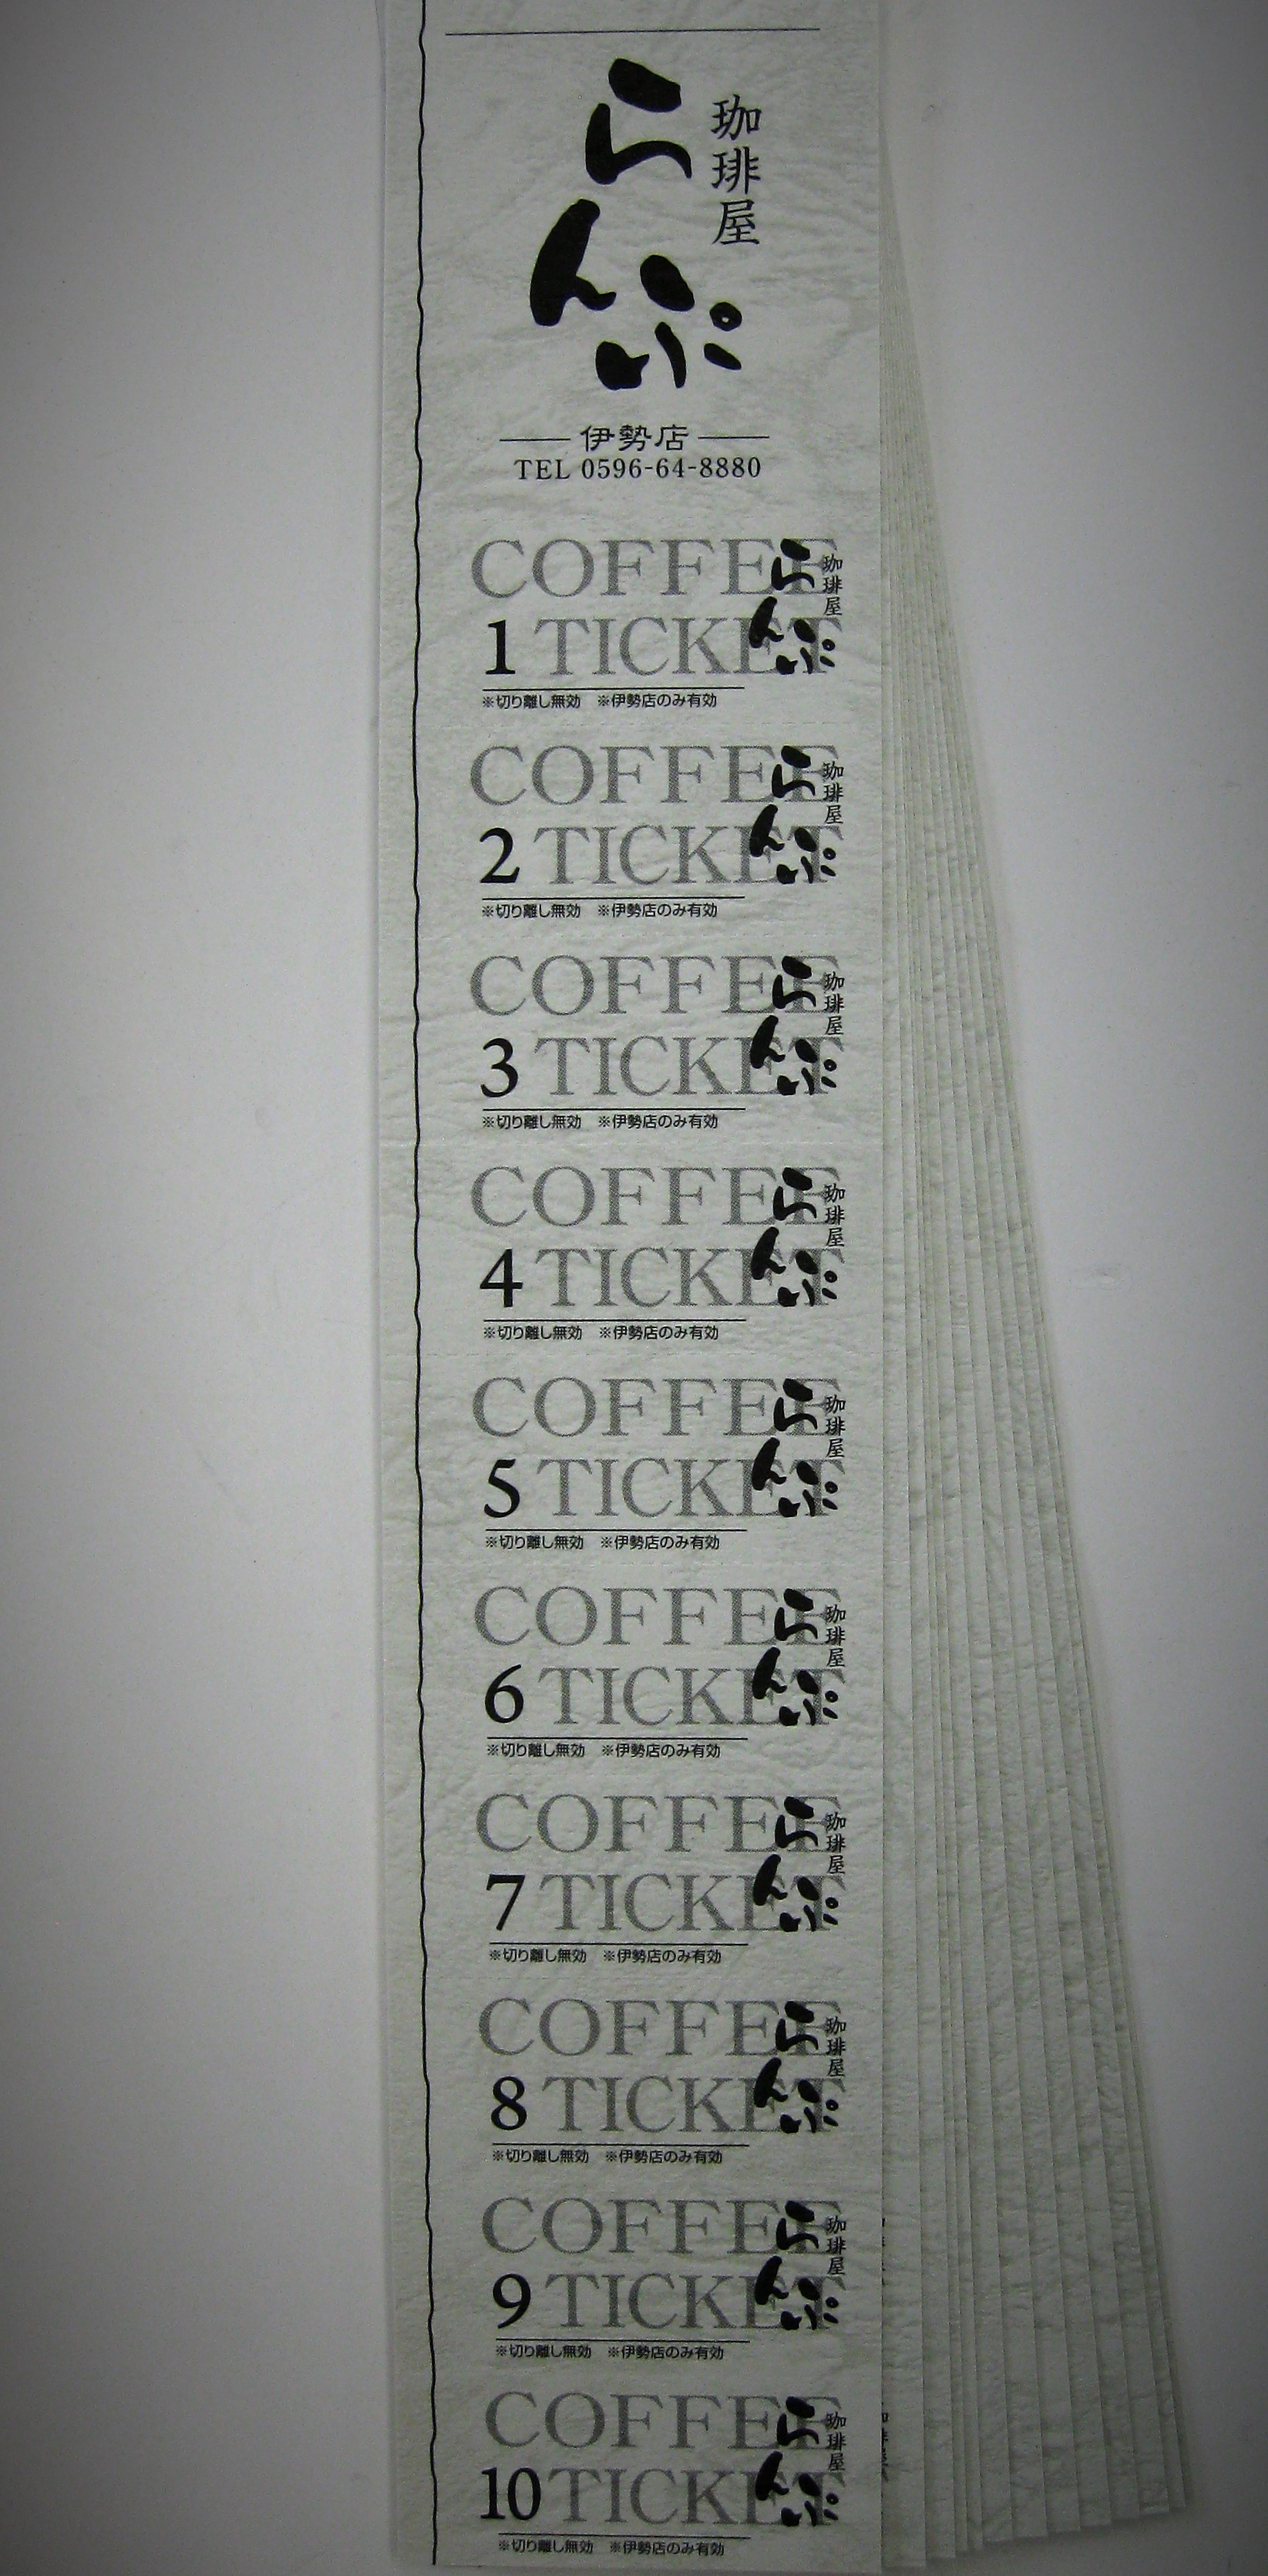 珈琲屋
らんぷ
伊勢店
TEL 0596-64-8880
COFFEE
1 TICKET
珈琲屋
らんぷ
※切り離し無効 ※伊勢店のみ有効
COFFEE
2 TICKET
珈琲屋
らんぷ
※切り離し無効 ※伊勢店のみ有効
COFFEE
3 TICKET
珈琲屋
らんぷ
※切り離し無効 ※伊勢店のみ有効
COFFEE
4 TICKET
珈琲屋
らんぷ
※切り離し無効 ※伊勢店のみ有効
COFFEE
5 TICKET
珈琲屋
らんぷ
※切り離し無効 ※伊勢店のみ有効
COFFEE
6 TICKET
珈琲屋
らんぷ
※切り離し無効 ※伊勢店のみ有効
COFFEE
7 TICKET
珈琲屋
らんぷ
※切り離し無効 ※伊勢店のみ有効
COFFEE
8 TICKET
珈琲屋
らんぷ
※切り離し無効 ※伊勢店のみ有効
COFFEE
9 TICKET
珈琲屋
らんぷ
※切り離し無効 ※伊勢店のみ有効
COFFEE
10 TICKET
珈琲屋
らんぷ
※切り離し無効 ※伊勢店のみ有効